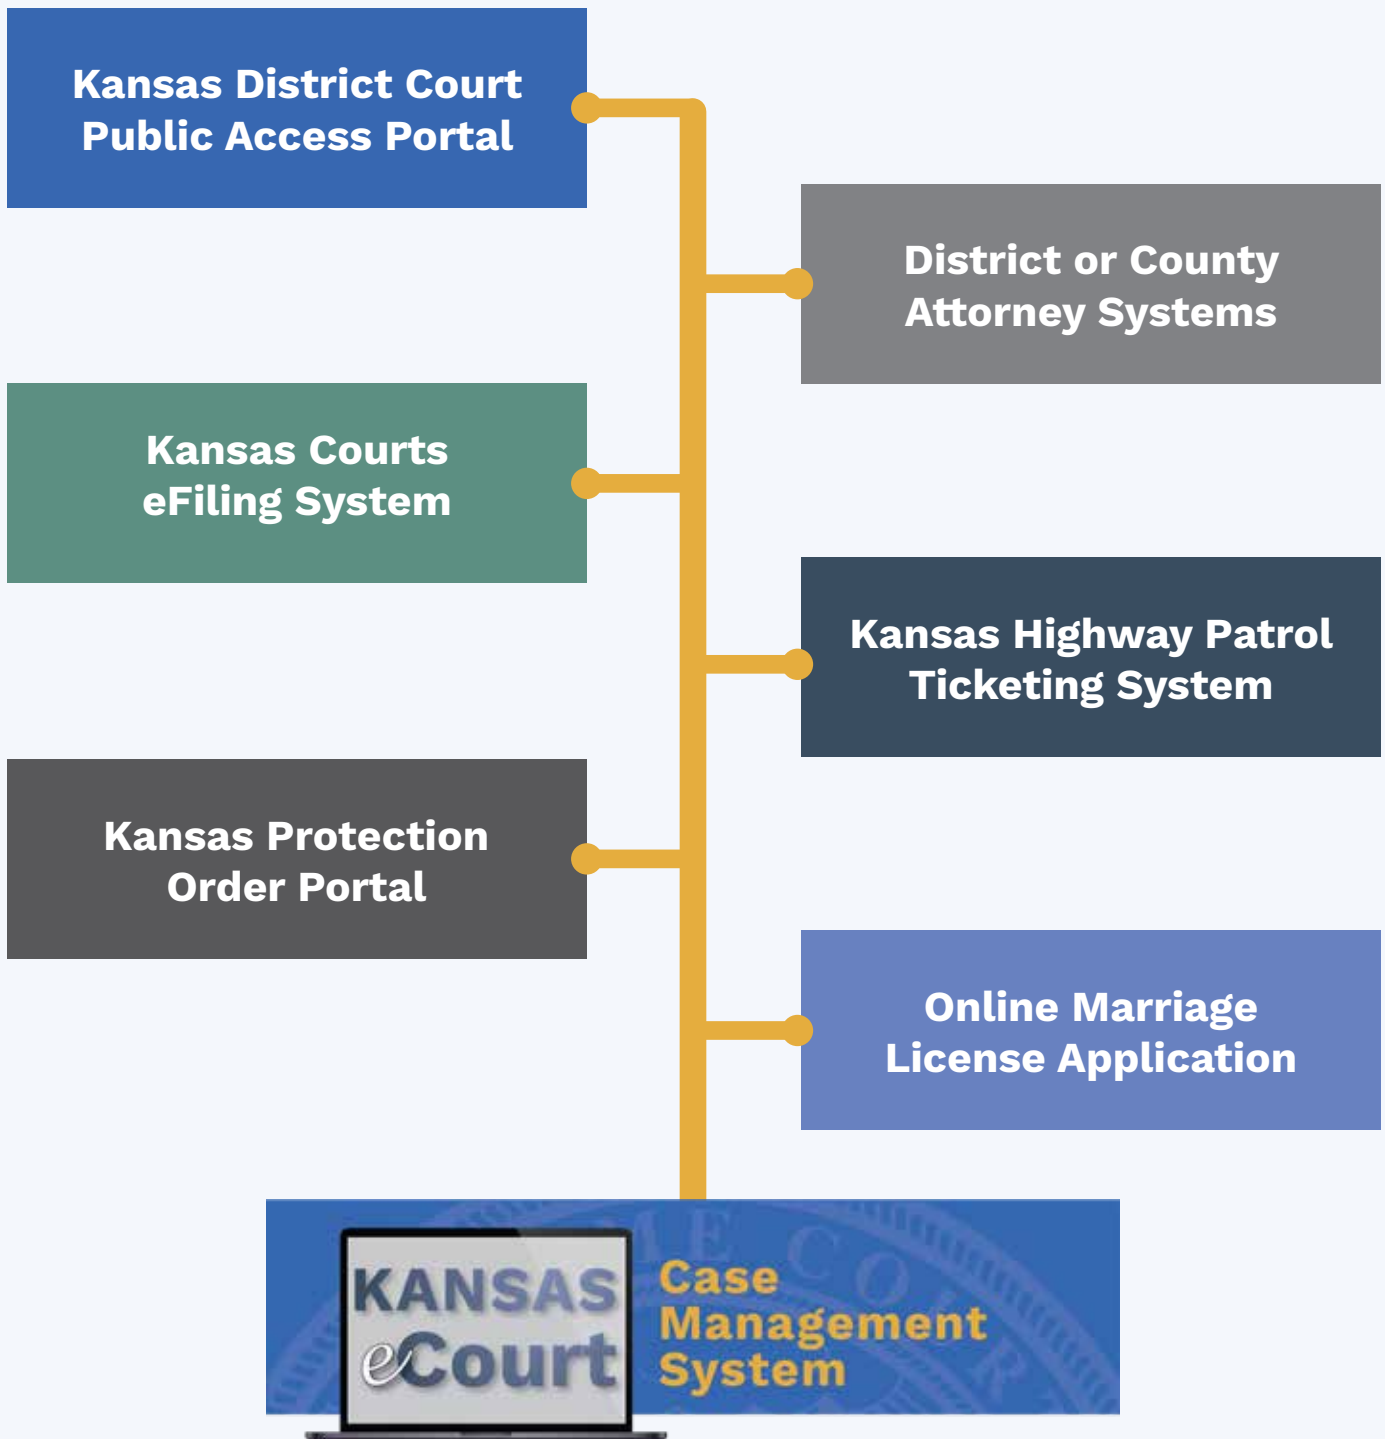 Kansas District Court
Public Access Portal
District or County
Attorney Systems
Kansas Courts
eFiling System
Kansas Highway Patrol
Ticketing System
Kansas Protection
Order Portal
Online Marriage
License Application
KANSAS
eCourt
Case
Management
System